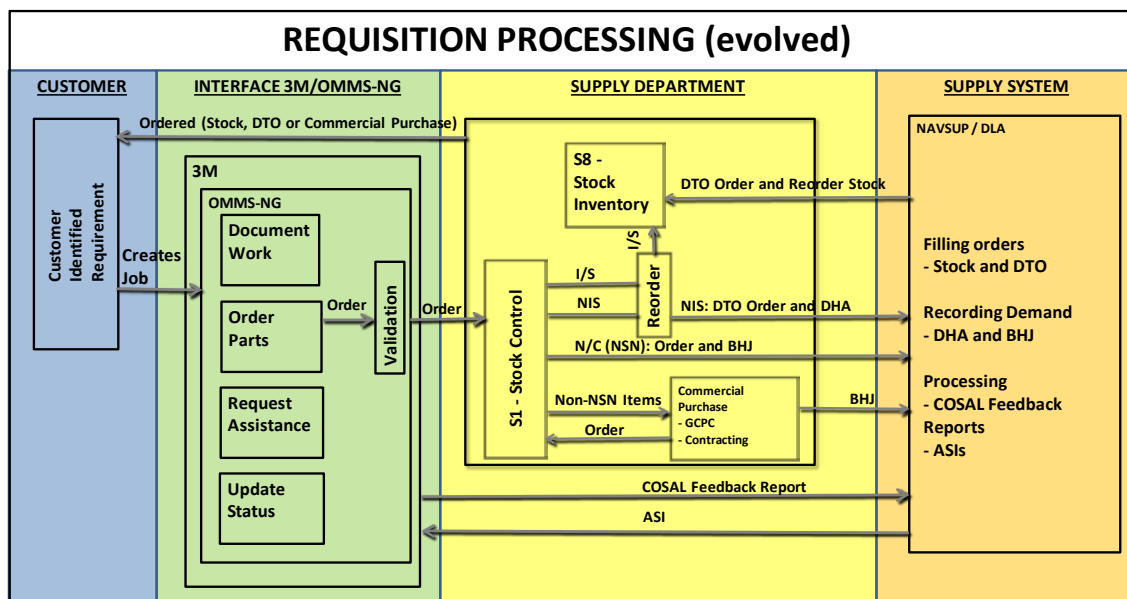 REQUISITION PROCESSING (evolved)
CUSTOMER
INTERFACE 3M/OMMS-NG
SUPPLY DEPARTMENT
SUPPLY SYSTEM
Ordered (Stock, DTO or Commercial Purchase)
Customer
Identified
Requirement
Creates
Job
3M
OMMS-NG
Document
Work
Order
Parts
Request
Assistance
Update
Status
Order
Validation
Order
S1 - Stock Control
S8 -
Stock
Inventory
I/S
I/S
NIS
Reorder
DTO Order and Reorder Stock
NIS: DTO Order and DHA
N/C (NSN): Order and BHJ
Non-NSN Items
Order
Commercial
Purchase
- GCPC
- Contracting
BHJ
COSAL Feedback Report
ASI
NAVSUP / DLA
Filling orders
- Stock and DTO
Recording Demand
- DHA and BHJ
Processing
- COSAL Feedback
Reports
- ASIs